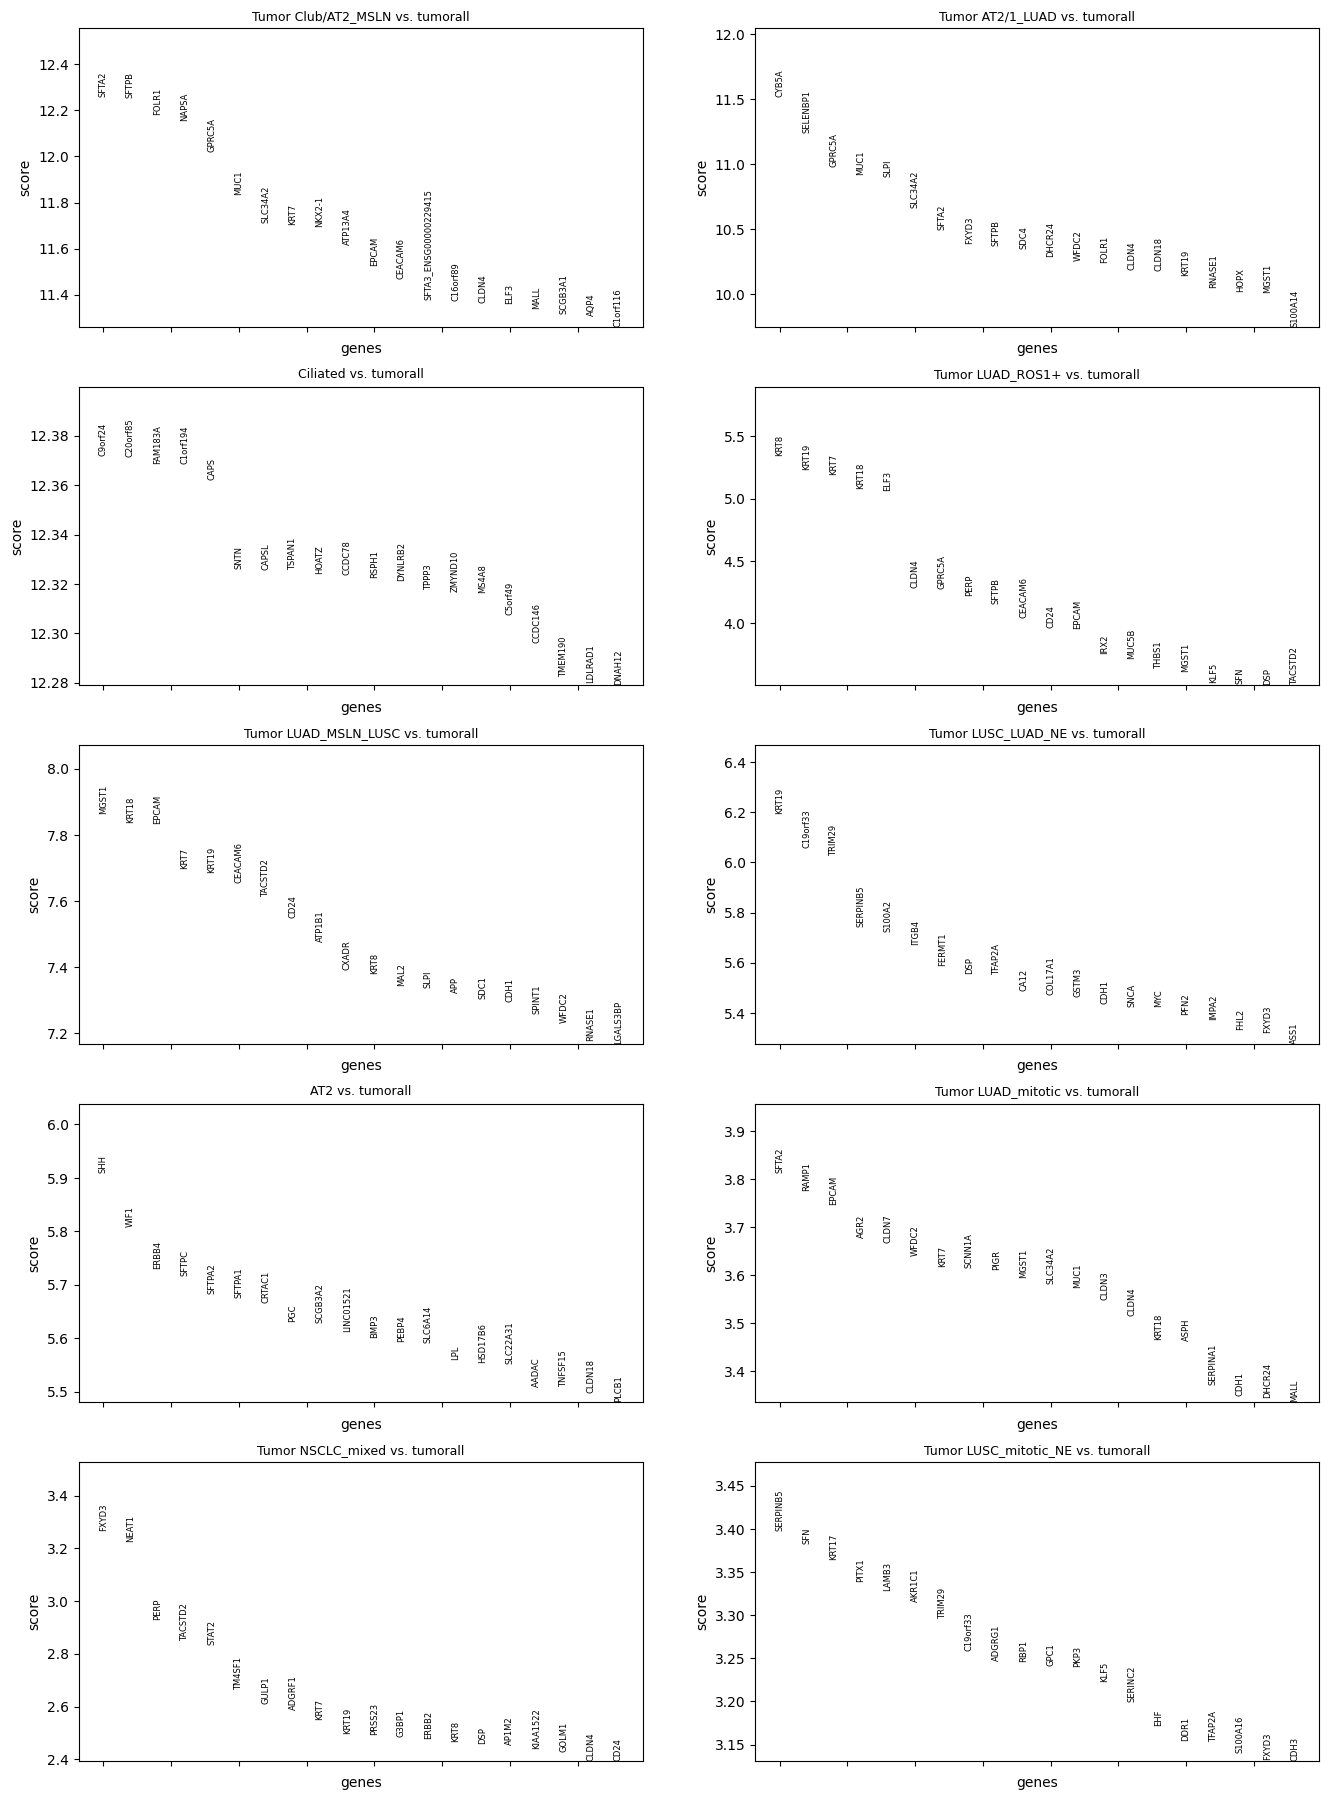 Tumor Club/AT2_MSLN vs. tumorall
score
12.4
12.2
12.0
11.8
11.6
11.4
SFTA2
SFTPB
FOLR1
NAPSA
GPRC5A
MUC1
SLC34A2
KRT7
NKX2-1
ATP13A4
EPCAM
CEACAM6
SFTA3_ENSG00000229415
C16orf89
CLDN4
ELF3
MALL
SCGB3A1
AQP4
C1orf116
genes
Tumor AT2/1_LUAD vs. tumorall
score
12.0
11.5
11.0
10.5
10.0
CYB5A
SELENBP1
GPRC5A
MUC1
SLPI
SLC34A2
SFTA2
FXYD3
SFTPB
SDC4
DHCR24
WFDC2
FOLR1
CLDN4
CLDN18
KRT19
RNASE1
HOPX
MGST1
S100A14
genes
Ciliated vs. tumorall
score
12.38
12.36
12.34
12.32
12.30
12.28
C9orf24
C20orf85
FAM183A
C1orf194
CAPS
SNTN
CAPSL
TSPAN1
HOATZ
CCDC78
RSPH1
DYNLRB2
TPPP3
ZMYND10
MS4A8
C5orf49
CCDC146
TMEM190
LDLRAD1
DNAH12
genes
Tumor LUAD_ROS1+ vs. tumorall
score
5.5
5.0
4.5
4.0
KRT8
KRT19
KRT7
KRT18
ELF3
CLDN4
GPRC5A
PERP
SFTPB
CEACAM6
CD24
EPCAM
IRX2
MUC5B
THBS1
MGST1
KLF5
SFN
DSP
TACSTD2
genes
Tumor LUAD_MSLN_LUSC vs. tumorall
score
8.0
7.8
7.6
7.4
7.2
MGST1
KRT18
EPCAM
KRT7
KRT19
CEACAM6
TACSTD2
CD24
ATP1B1
CXADR
KRT8
MAL2
SLPI
APP
SDC1
CDH1
SPINT1
WFDC2
RNASE1
LGALS3BP
genes
Tumor LUSC_LUAD_NE vs. tumorall
score
6.4
6.2
6.0
5.8
5.6
5.4
KRT19
C19orf33
TRIM29
SERPINB5
S100A2
ITGB4
FERMT1
DSP
TFAP2A
CA12
COL17A1
GSTM3
CDH1
SNCA
MYC
PFN2
IMPA2
FHL2
FXYD3
ASS1
genes
AT2 vs. tumorall
score
6.0
5.9
5.8
5.7
5.6
5.5
SHH
WIF1
ERBB4
SFTPC
SFTPA2
SFTPA1
CRTAC1
PGC
SCGB3A2
LINC01521
BMP3
PEBP4
SLC6A14
LPL
HSD17B6
SLC22A31
AADAC
TNFSF15
CLDN18
PLCB1
genes
Tumor LUAD_mitotic vs. tumorall
score
3.9
3.8
3.7
3.6
3.5
3.4
SFTA2
RAMP1
EPCAM
AGR2
CLDN7
WFDC2
KRT7
SCNN1A
PIGR
MGST1
SLC34A2
MUC1
CLDN3
CLDN4
KRT18
ASPH
SERPINA1
CDH1
DHCR24
MALL
genes
Tumor NSCLC_mixed vs. tumorall
score
3.4
3.2
3.0
2.8
2.6
2.4
FXYD3
NEAT1
PERP
TACSTD2
STAT2
TM4SF1
GULP1
ADGRF1
KRT7
KRT19
PRSS23
G3BP1
ERBB2
KRT8
DSP
AP1M2
KIAA1522
GOLM1
CLDN4
CD24
genes
Tumor LUSC_mitotic_NE vs. tumorall
score
3.45
3.40
3.35
3.30
3.25
3.20
3.15
SERPINB5
SFN
KRT17
PITX1
LAMB3
AKR1C1
TRIM29
C19orf33
ADGRG1
RBP1
GPC1
PKP3
KLF5
SERINC2
EHF
DDR1
TFAP2A
S100A16
FXYD3
CDH3
genes